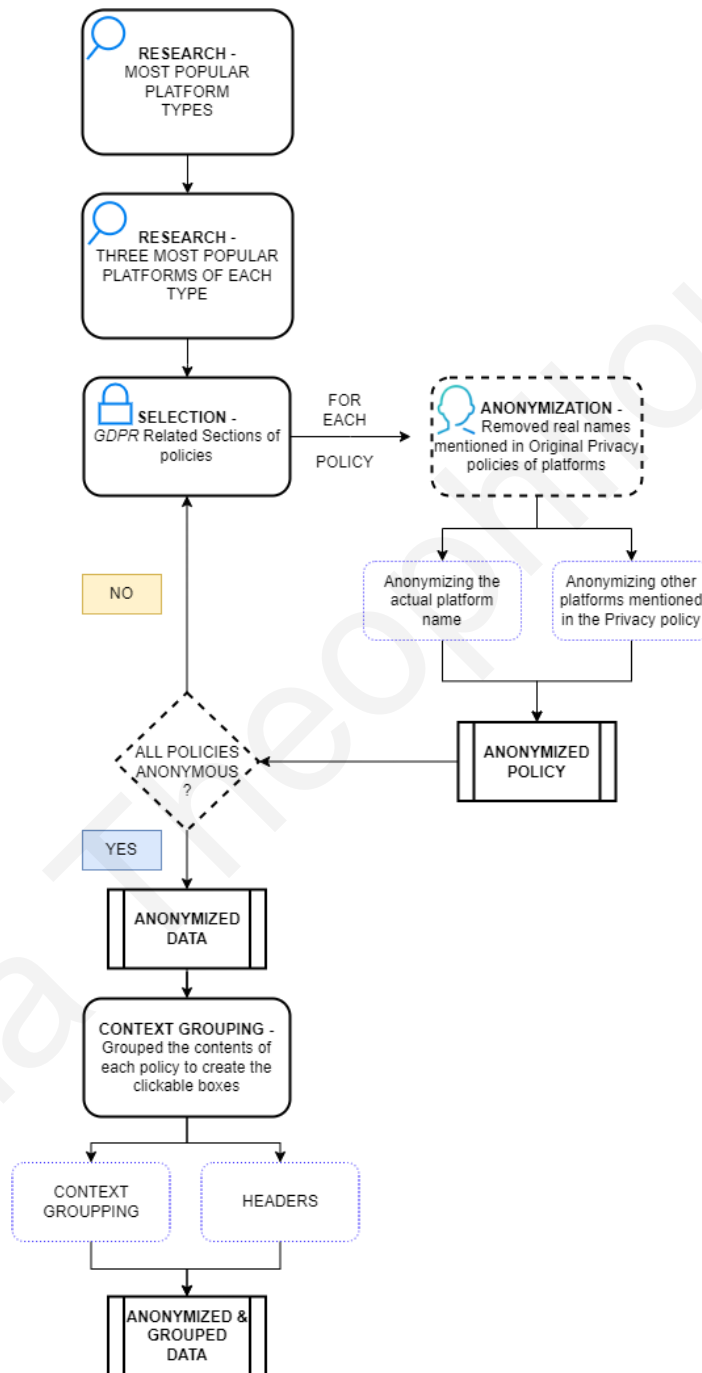 RESEARCH -
MOST POPULAR
PLATFORM
TYPES
RESEARCH -
THREE MOST POPULAR
PLATFORMS OF EACH
TYPE
SELECTION -
GDPR Related Sections of
policies
FOR
EACH
POLICY
ANONYMIZATION -
Removed real names
mentioned in Original Privacy
policies of platforms
Anonymizing the
actual platform
name
Anonymizing other
platforms mentioned
in the Privacy policy
NO
ALL POLICIES
ANONYMOUS
?
ANONYMIZED
POLICY
YES
ANONYMIZED
DATA
CONTEXT GROUPING -
Grouped the contents of
each policy to create the
clickable boxes
CONTEXT
GROUPPING
HEADERS
ANONYMIZED &
GROUPED
DATA